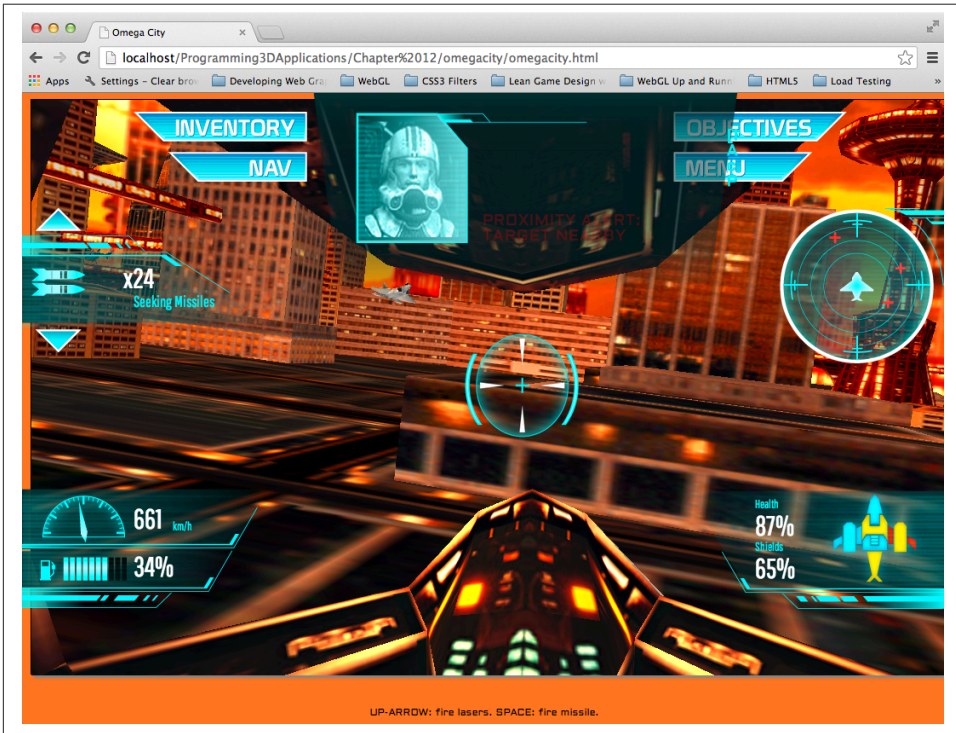 Omega City
localhost/Programming3DApplications/Chapter%2012/omegacity/omegacity.html
Apps
Settings - Clear brow
Developing Web Gra
WebGL
CSS3 Filters
Lean Game Design w
WebGL Up and Runn
HTML5
Load Testing
»
INVENTORY
OBJECTIVES
NAV
MENU
PROXIMITY ALERT:
TARGET NEARBY
x24
Seeking Missiles
661 km/h
34%
Health
87%
Shields
65%
UP-ARROW: fire lasers. SPACE: fire missile.